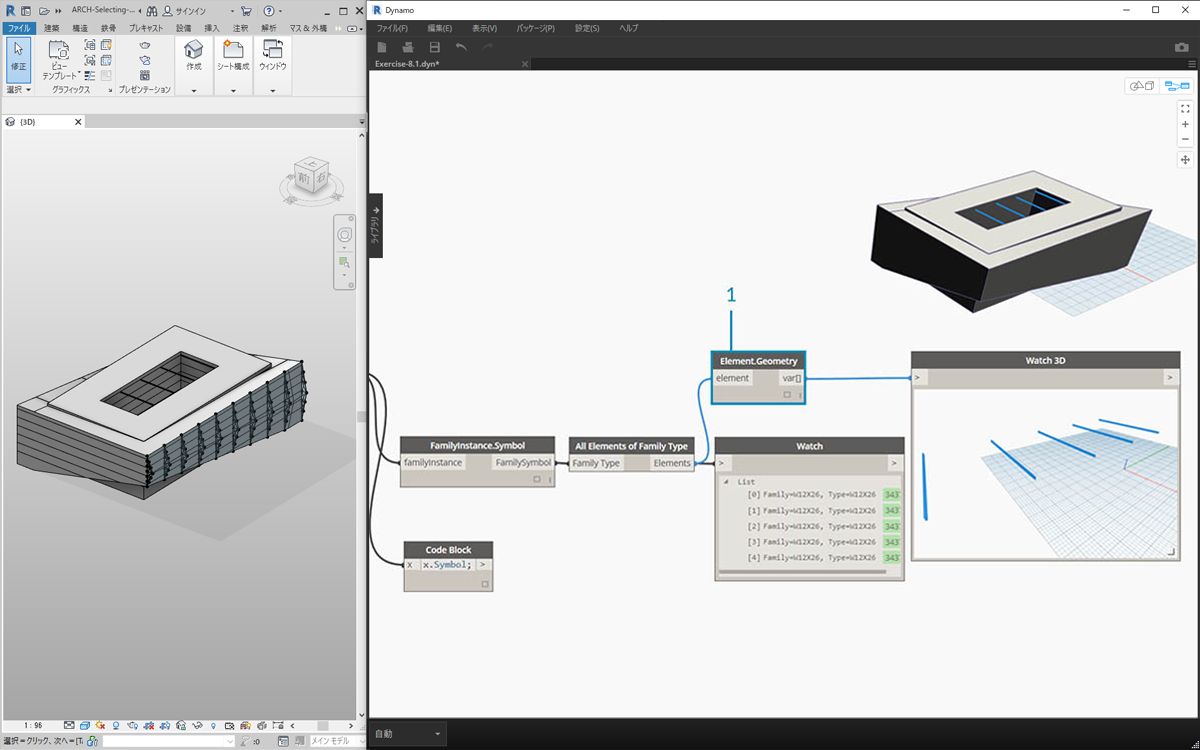 ARCH-Selecting-...
サインイン
ファイル 建築 構造 鉄骨 プレキャスト 設備 挿入 注釈 解析 マス & 外構
修正
ビュー
テンプレート
作成
シート構成
ウィンドウ
選択 グラフィックス プレゼンテーション
{3D}
上
前 右
1 : 96
選択=クリック、次へ=[T
:0
メイン モデル
Dynamo
ファイル(F) 編集(E) 表示(V) パッケージ(P) 設定(S) ヘルプ
Exercise-8.1.dyn*
ライブラリ
1
Element.Geometry
element var[]
Watch 3D
> >
FamilyInstance.Symbol
familyInstance FamilySymbol
All Elements of Family Type
Family Type Elements
Watch
> >
List
[0] Family=W12X26, Type=W12X26 343
[1] Family=W12X26, Type=W12X26 343
[2] Family=W12X26, Type=W12X26 343
[3] Family=W12X26, Type=W12X26 343
[4] Family=W12X26, Type=W12X26 343
Code Block
x x.Symbol; >
自動